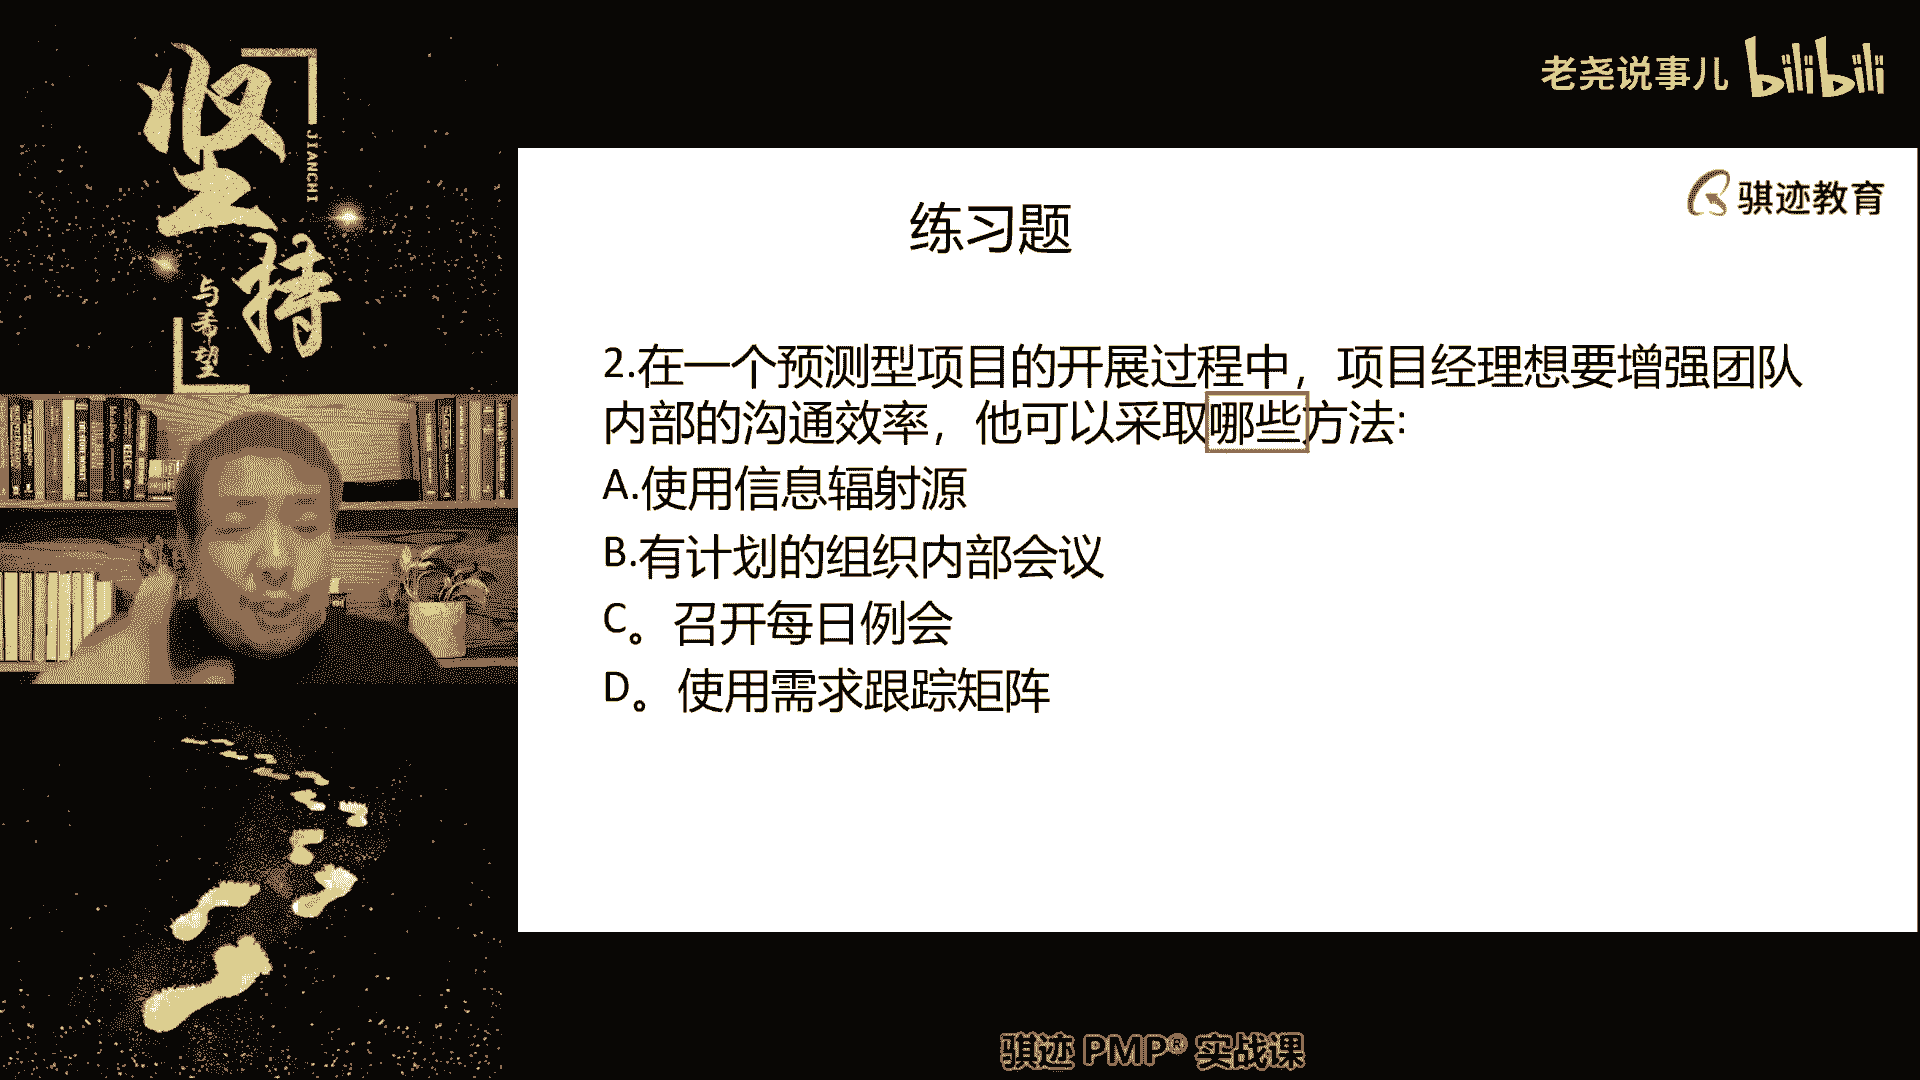 坚持
JIANCHI
与希望
老尧说事儿 bilibili
骐迹教育
练习题
2.在一个预测型项目的开展过程中，项目经理想要增强团队
内部的沟通效率，他可以采取哪些方法:
A.使用信息辐射源
B.有计划的组织内部会议
C。召开每日例会
D。使用需求跟踪矩阵
骐迹 PMP® 实战课